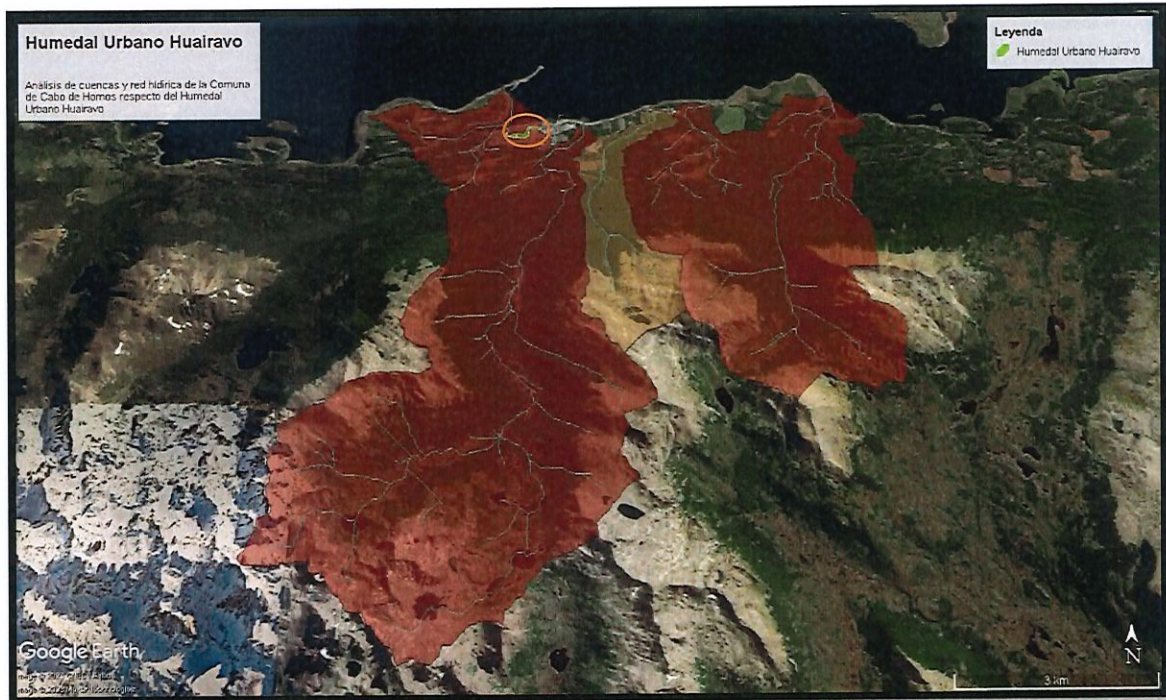 Humedal Urbano Huairavo
Análisis de cuencas y red hídrica de la Comuna
de Cabo de Hornos respecto del Humedal
Urbano Huairavo
Leyenda
Humedal Urbano Huairavo
Google Earth
N
3 km